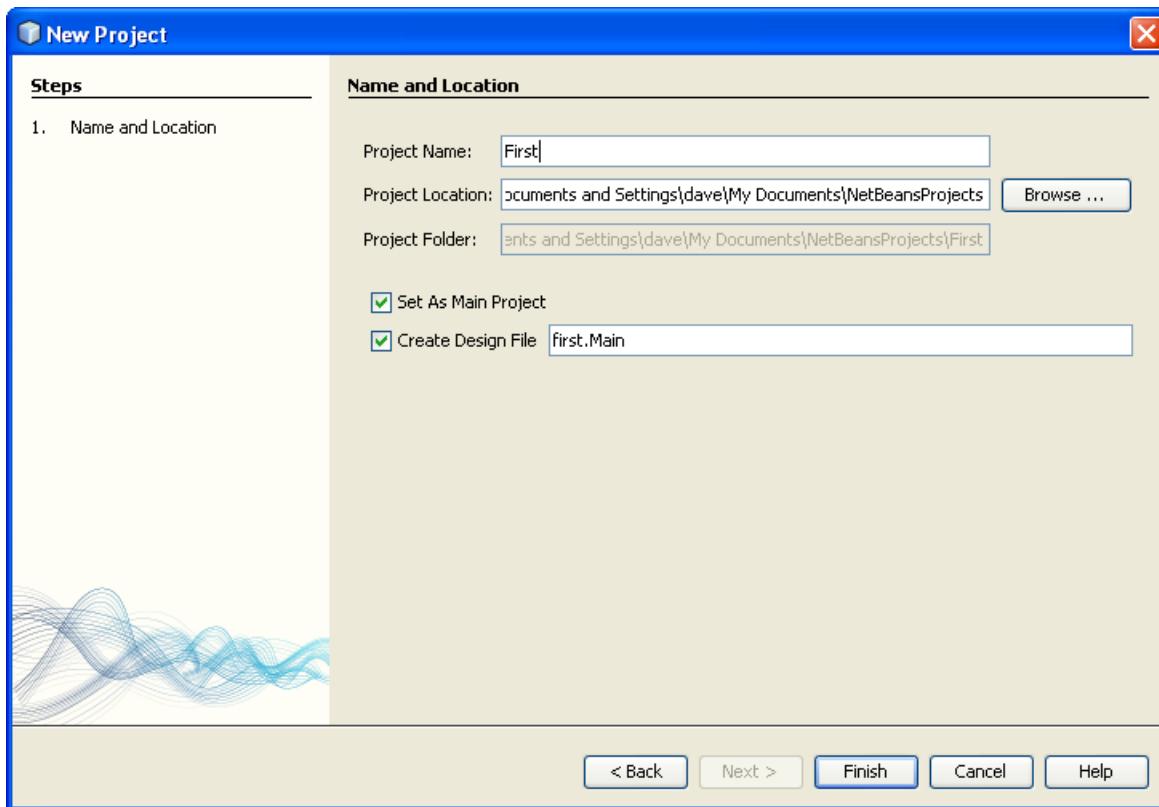 New Project
Steps
1. Name and Location
Name and Location
Project Name: First
Project Location: ocuments and Settings\dave\My Documents\NetBeansProjects Browse ...
Project Folder: ents and Settings\dave\My Documents\NetBeansProjects\First
Set As Main Project
Create Design File first.Main
< Back Next > Finish Cancel Help